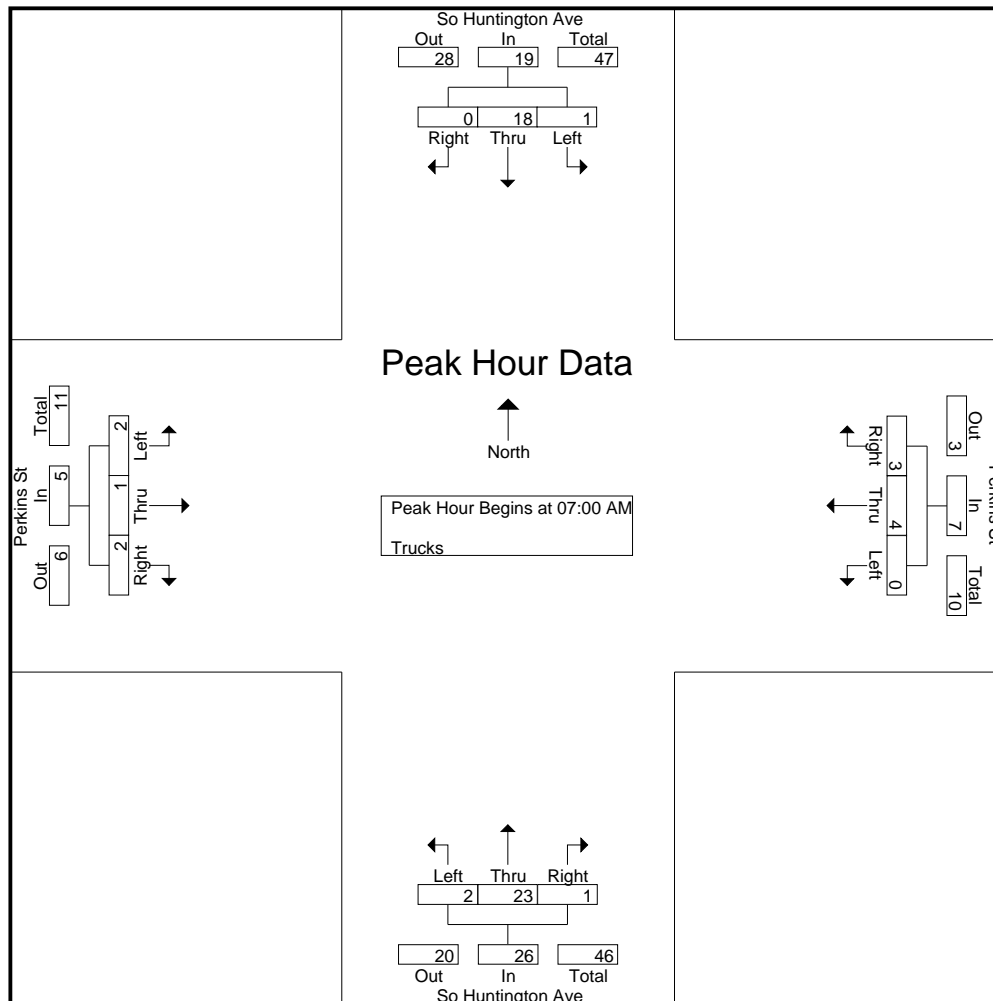 So Huntington Ave
Out In Total
28 19 47
0 18 1
Right Thru Left
Peak Hour Data
North
Peak Hour Begins at 07:00 AM
Trucks
Perkins St
Total In Out
11 5 6
2 1 2
Left Thru Right
Right Thru Left
3 4 0
Out In Total
3 7 10
Perkins St
Left Thru Right
2 23 1
20 26 46
Out In Total
So Huntington Ave